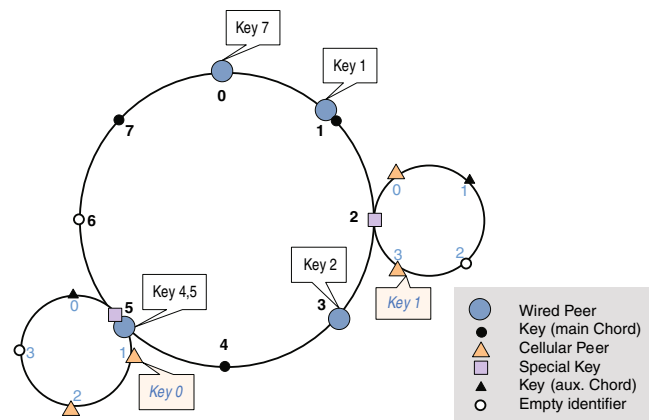 Key 7
Key 1
0
1
7
2
0
1
6
3
2
Key 2
Key 1
3
Key 4,5
5
0
4
3
1
2
Key 0
Wired Peer
Key (main Chord)
Cellular Peer
Special Key
Key (aux. Chord)
Empty identifier